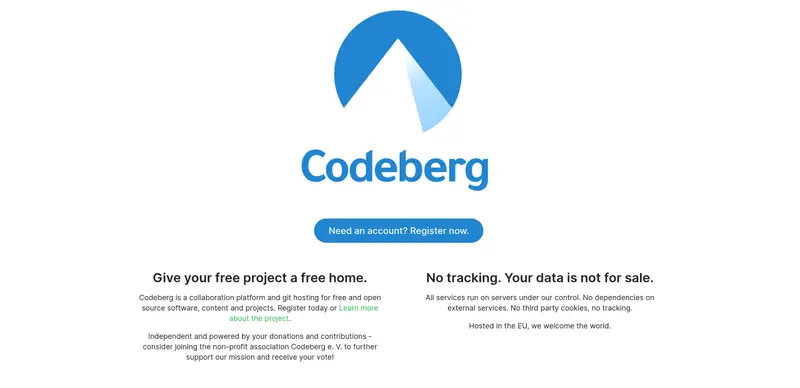 Codeberg
Need an account? Register now.
Give your free project a free home.
Codeberg is a collaboration platform and git hosting for free and open
source software, content and projects. Register today or Learn more
about the project.
Independent and powered by your donations and contributions -
consider joining the non-profit association Codeberg e. V. to further
support our mission and receive your vote!
No tracking. Your data is not for sale.
All services run on servers under our control. No dependencies on
external services. No third party cookies, no tracking.
Hosted in the EU, we welcome the world.